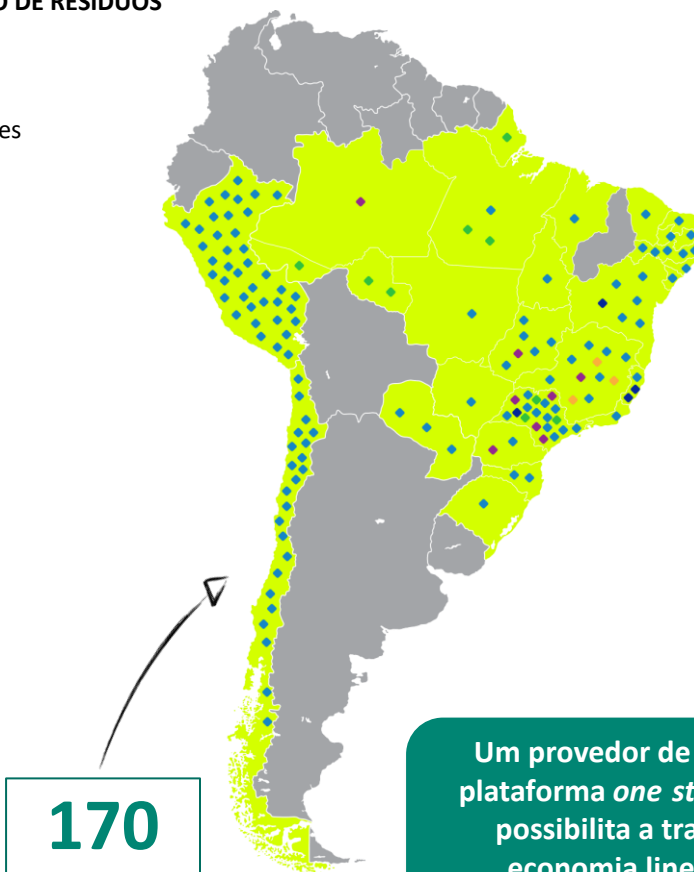 O DE RESÍDUOS
es
170
Um provedor de
plataforma one st
possibilita a tra
economia line